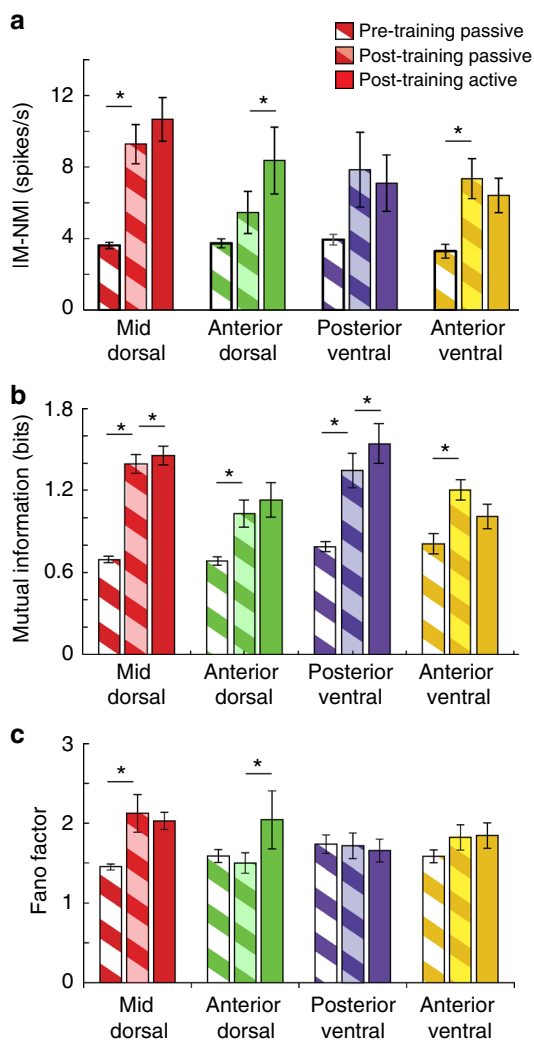 a
Pre-training passive
Post-training passive
Post-training active
|M-NM| (spikes/s)
12
8
4
0
*
*
*
Mid dorsal
Anterior dorsal
Posterior ventral
Anterior ventral
b
Mutual information (bits)
1.8
1.2
0.6
0
*
*
*
*
*
*
Mid dorsal
Anterior dorsal
Posterior ventral
Anterior ventral
c
Fano factor
3
2
1
0
*
*
Mid dorsal
Anterior dorsal
Posterior ventral
Anterior ventral